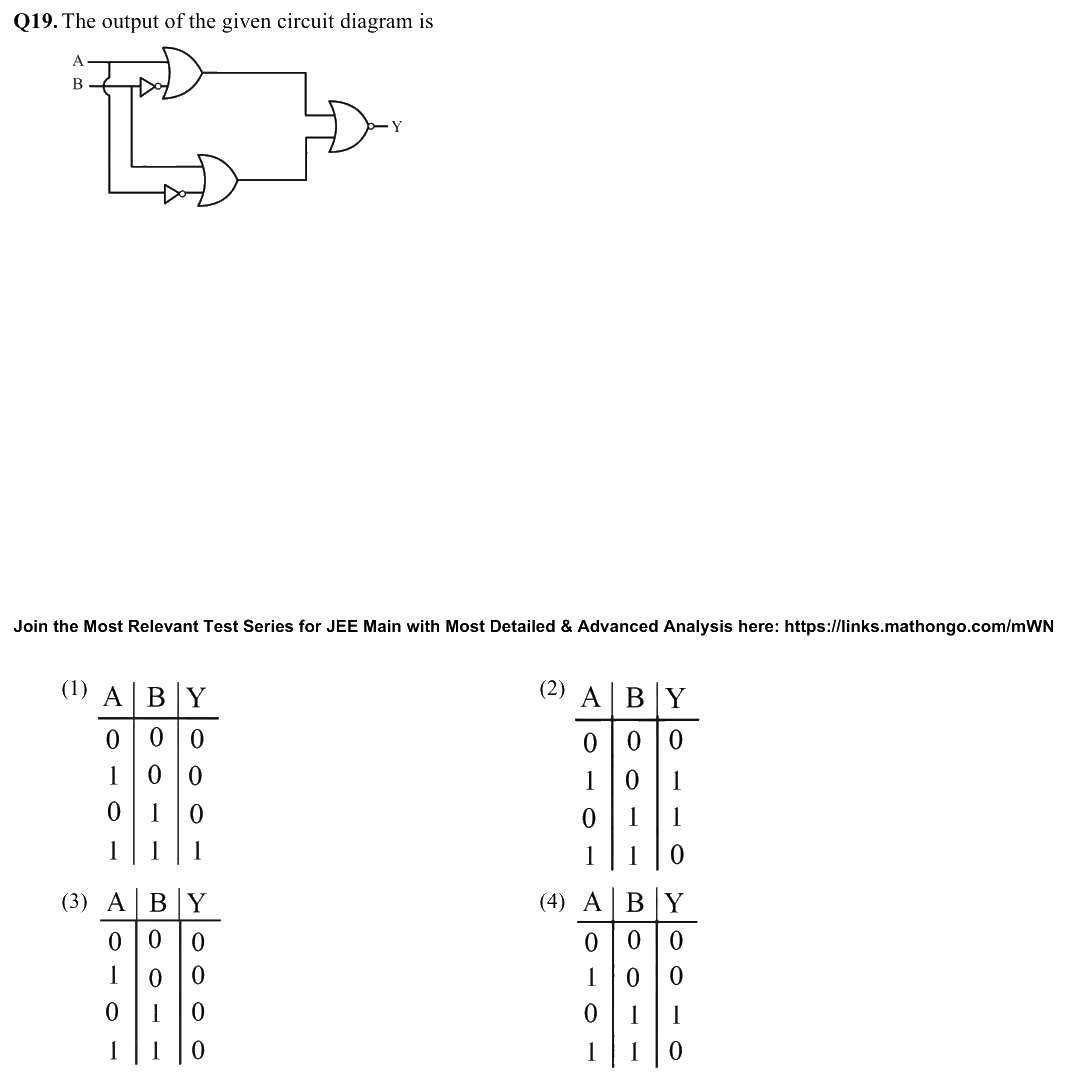 Q19. The output of the given circuit diagram is
A
B
Y
Join the Most Relevant Test Series for JEE Main with Most Detailed & Advanced Analysis here: https://links.mathongo.com/mWN
(1) A B Y
0 0 0
1 0 0
0 1 0
1 1 1
(2) A B Y
0 0 0
1 0 1
0 1 1
1 1 0
(3) A B Y
0 0 0
1 0 0
0 1 0
1 1 0
(4) A B Y
0 0 0
1 0 0
0 1 1
1 1 0